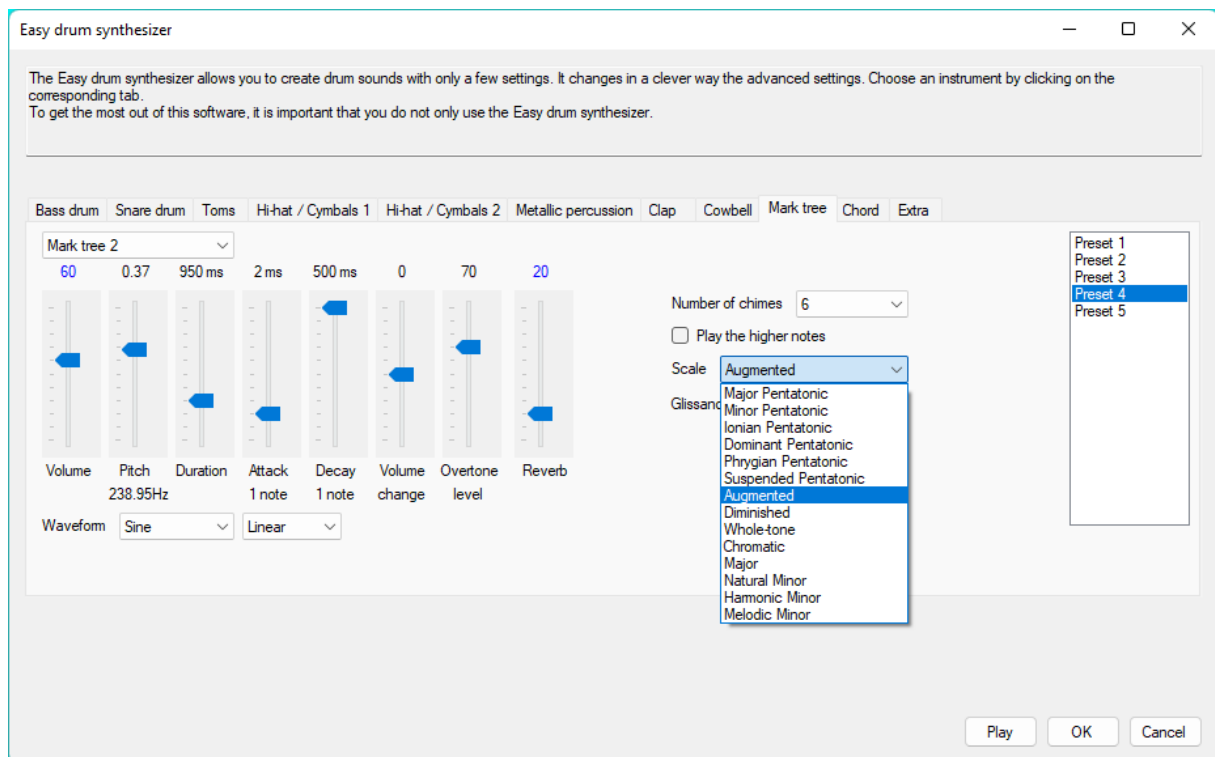 Easy drum synthesizer
The Easy drum synthesizer allows you to create drum sounds with only a few settings. It changes in a clever way the advanced settings. Choose an instrument by clicking on the
corresponding tab.
To get the most out of this software, it is important that you do not only use the Easy drum synthesizer.
Bass drum Snare drum Toms Hi-hat / Cymbals 1 Hi-hat / Cymbals 2 Metallic percussion Clap Cowbell Mark tree Chord Extra
Mark tree 2
60 0.37 950 ms 2 ms 500 ms 0 70 20
Volume Pitch Duration Attack Decay Volume Overtone Reverb
238.95Hz 1 note 1 note change level
Waveform Sine Linear
Number of chimes 6
Play the higher notes
Scale Augmented
Glissand
Major Pentatonic
Minor Pentatonic
Ionian Pentatonic
Dominant Pentatonic
Phrygian Pentatonic
Suspended Pentatonic
Augmented
Diminished
Whole-tone
Chromatic
Major
Natural Minor
Harmonic Minor
Melodic Minor
Preset 1
Preset 2
Preset 3
Preset 4
Preset 5
Play OK Cancel